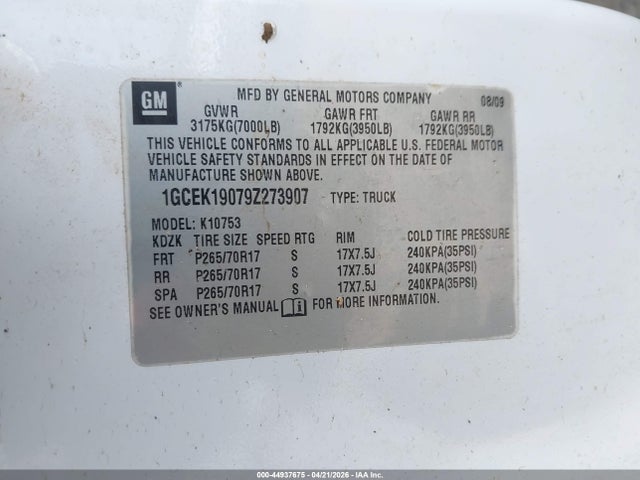 GM
MFD BY GENERAL MOTORS COMPANY 08/09
GVWR GAWR FRT GAWR RR
3175KG(7000LB) 1792KG(3950LB) 1792KG(3950LB)
THIS VEHICLE CONFORMS TO ALL APPLICABLE U.S. FEDERAL MOTOR
VEHICLE SAFETY STANDARDS IN EFFECT ON THE DATE OF
MANUFACTURE SHOWN ABOVE.
1GCEK19079Z273907 TYPE: TRUCK
MODEL: K10753
KDZK TIRE SIZE SPEED RTG RIM COLD TIRE PRESSURE
FRT P265/70R17 S 17X7.5J 240KPA(35PSI)
RR P265/70R17 S 17X7.5J 240KPA(35PSI)
SPA P265/70R17 S 17X7.5J 240KPA(35PSI)
SEE OWNER'S MANUAL FOR MORE INFORMATION.
000-44937675 - 04/21/2026 - IAAI.COM